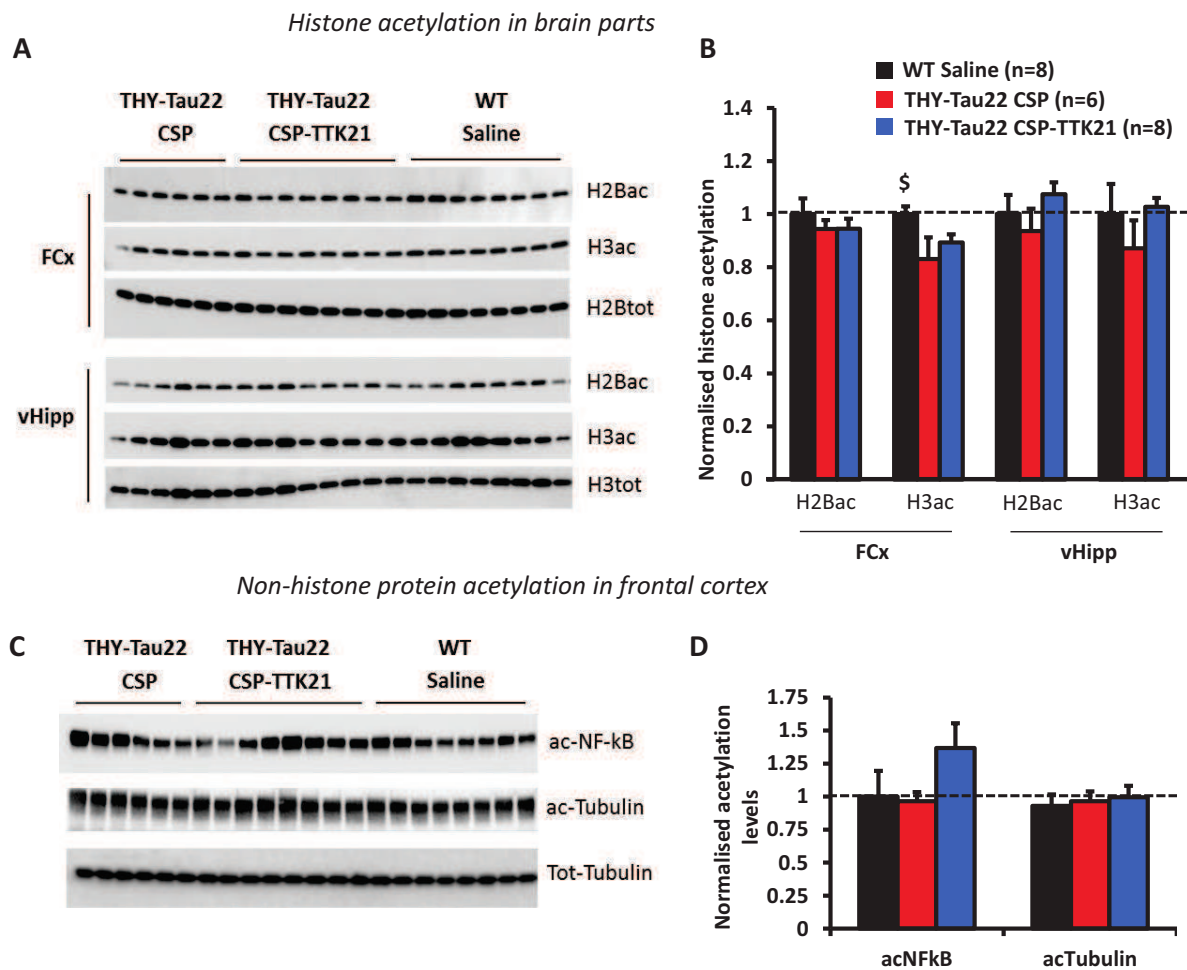 Histone acetylation in brain parts
A
THY-Tau22 THY-Tau22 WT
CSP CSP-TTK21 Saline
FCx
H2Bac
H3ac
H2Btot
vHipp
H2Bac
H3ac
H3tot
B
WT Saline (n=8)
THY-Tau22 CSP (n=6)
THY-Tau22 CSP-TTK21 (n=8)
Normalised histone acetylation
1.4
1.2
1
0.8
0.6
0.4
0.2
0
$
H2Bac H3ac H2Bac H3ac
FCx vHipp
Non-histone protein acetylation in frontal cortex
C
THY-Tau22 THY-Tau22 WT
CSP CSP-TTK21 Saline
ac-NF-kB
ac-Tubulin
Tot-Tubulin
D
Normalised acetylation
levels
1.75
1.5
1.25
1
0.75
0.5
0.25
0
acNFkB acTubulin